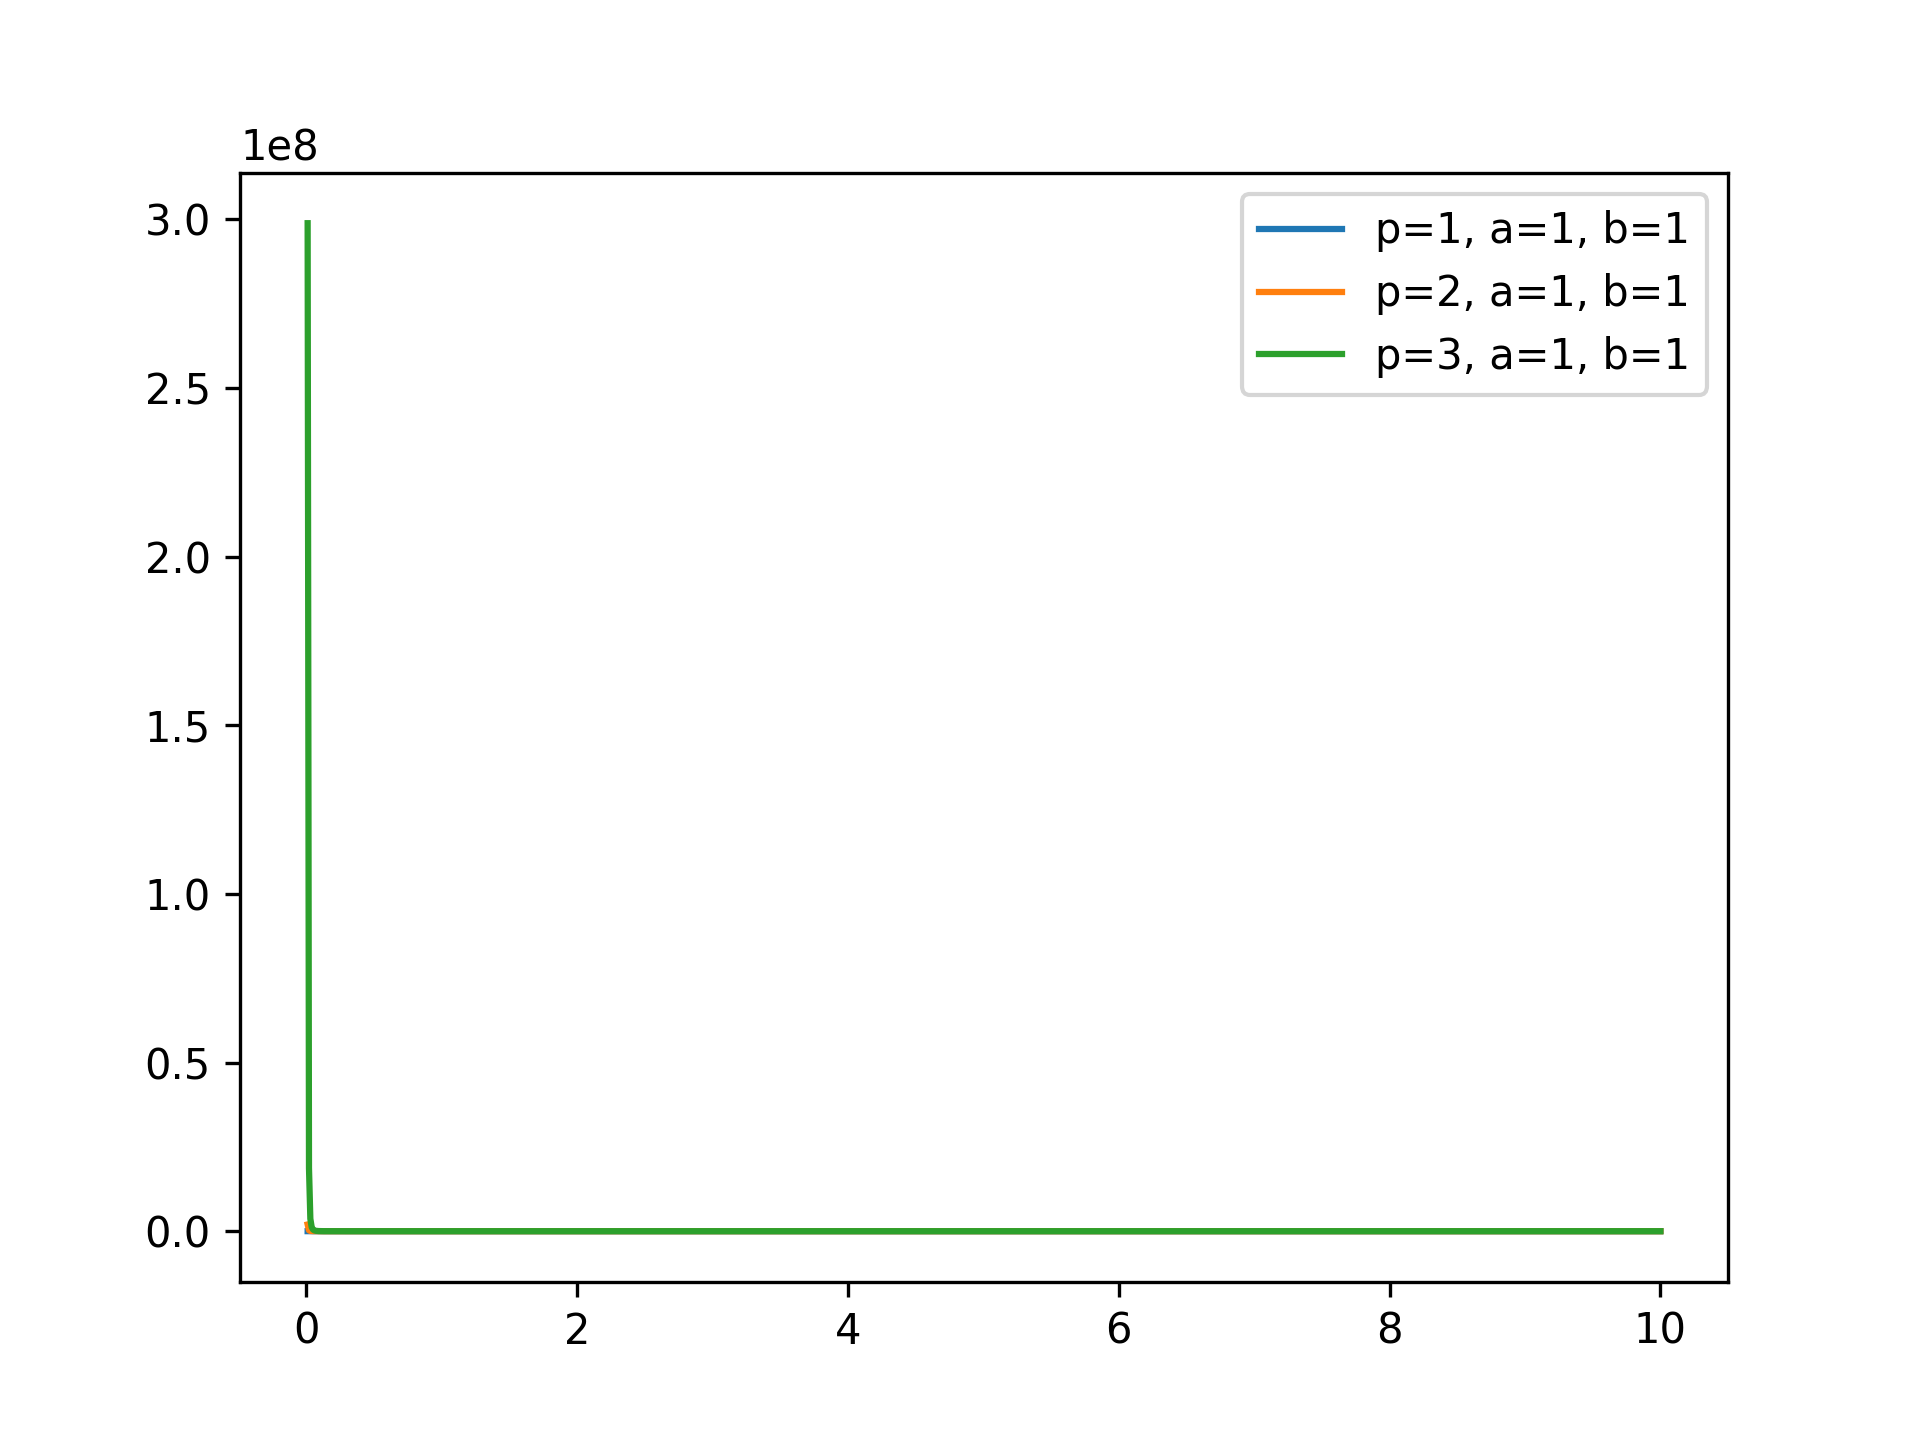 1e8
3.0
2.5
2.0
1.5
1.0
0.5
0.0
0 2 4 6 8 10
p=1, a=1, b=1
p=2, a=1, b=1
p=3, a=1, b=1